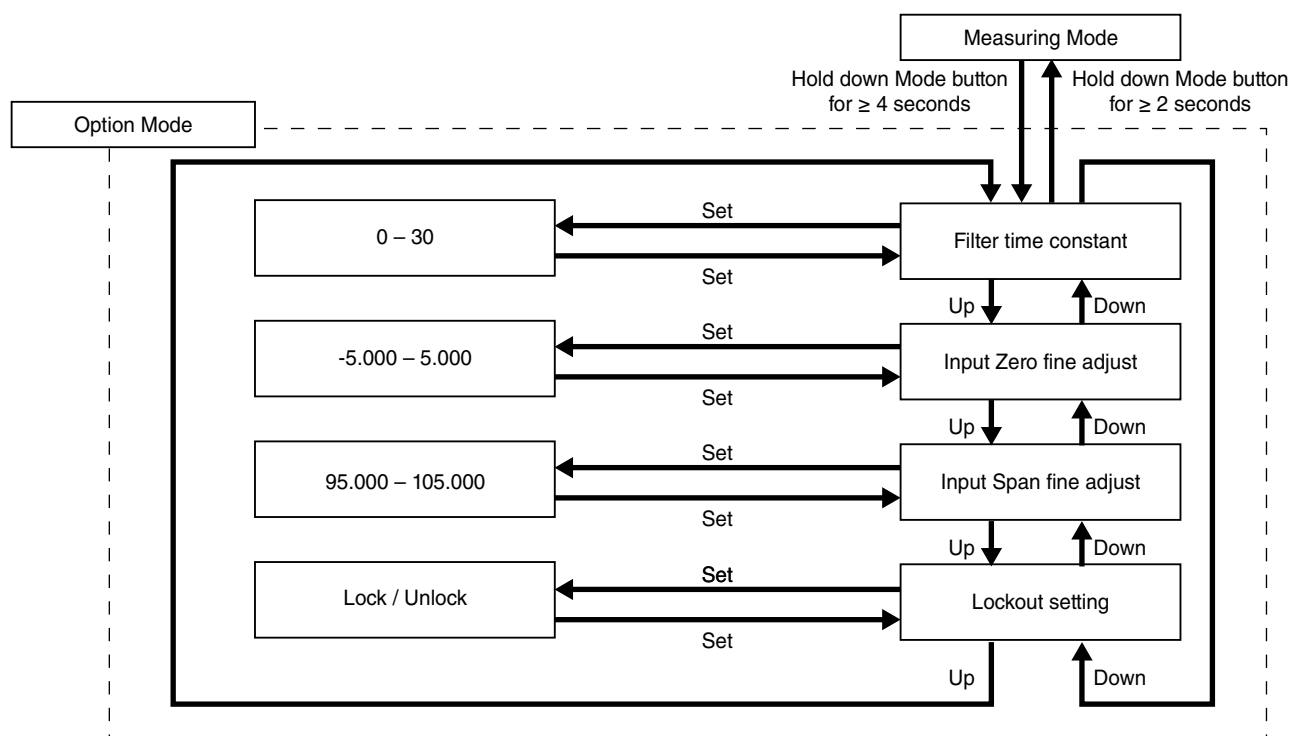 Measuring Mode
Hold down Mode button
for ≥ 4 seconds
Hold down Mode button
for ≥ 2 seconds
Option Mode
0 – 30
Set
Set
Filter time constant
Up
Down
-5.000 – 5.000
Set
Set
Input Zero fine adjust
Up
Down
95.000 – 105.000
Set
Set
Input Span fine adjust
Up
Down
Lock / Unlock
Set
Set
Lockout setting
Up
Down